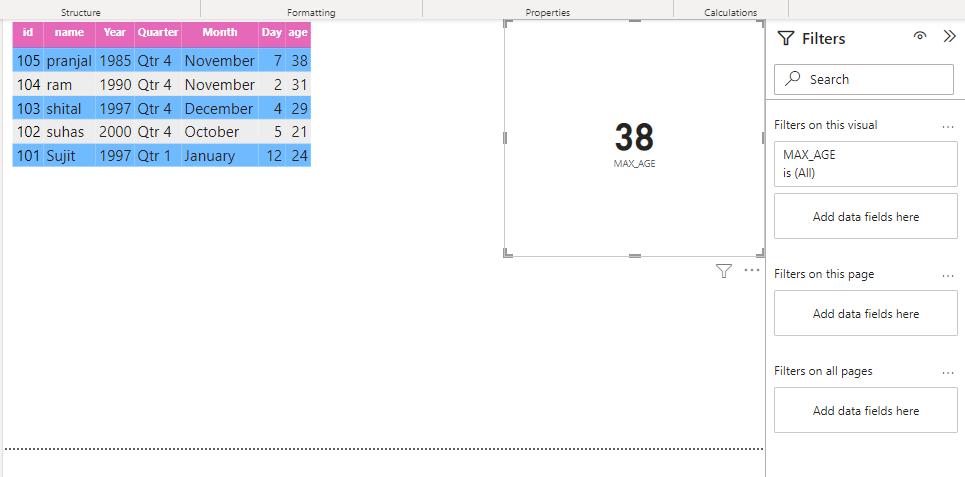 Structure Formatting Properties Calculations
id name Year Quarter Month Day age
105 pranjal 1985 Qtr 4 November 7 38
104 ram 1990 Qtr 4 November 2 31
103 shital 1997 Qtr 4 December 4 29
102 suhas 2000 Qtr 4 October 5 21
101 Sujit 1997 Qtr 1 January 12 24
38
MAX_AGE
Filters
Search
Filters on this visual
MAX_AGE
is (All)
Add data fields here
Filters on this page
Add data fields here
Filters on all pages
Add data fields here